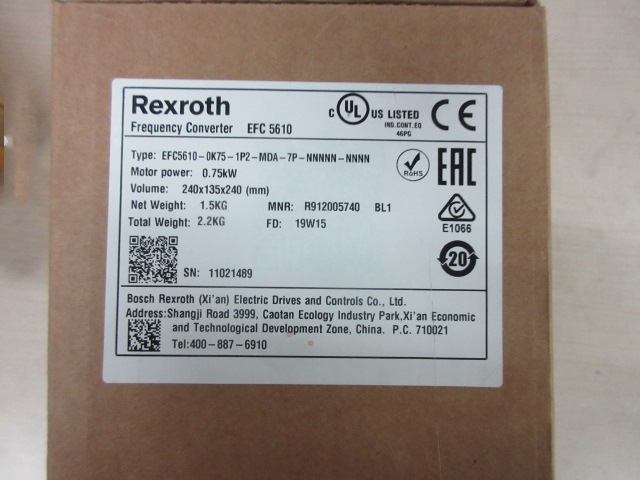 Rexroth
Frequency Converter EFC 5610
C UL US LISTED
IND.CONT.EQ
46PG
CE
Type: EFC5610-0K75-1P2-MDA-7P-NNNNN-NNNN
Motor power: 0.75kW
Volume: 240x135x240 (mm)
Net Weight: 1.5KG MNR: R912005740 BL1
Total Weight: 2.2KG FD: 19W15
RoHS
EAC
E1066
20
SN: 11021489
Bosch Rexroth (Xi'an) Electric Drives and Controls Co., Ltd.
Address:Shangji Road 3999, Caotan Ecology Industry Park,Xi'an Economic
and Technological Development Zone, China. P.C. 710021
Tel:400-887-6910